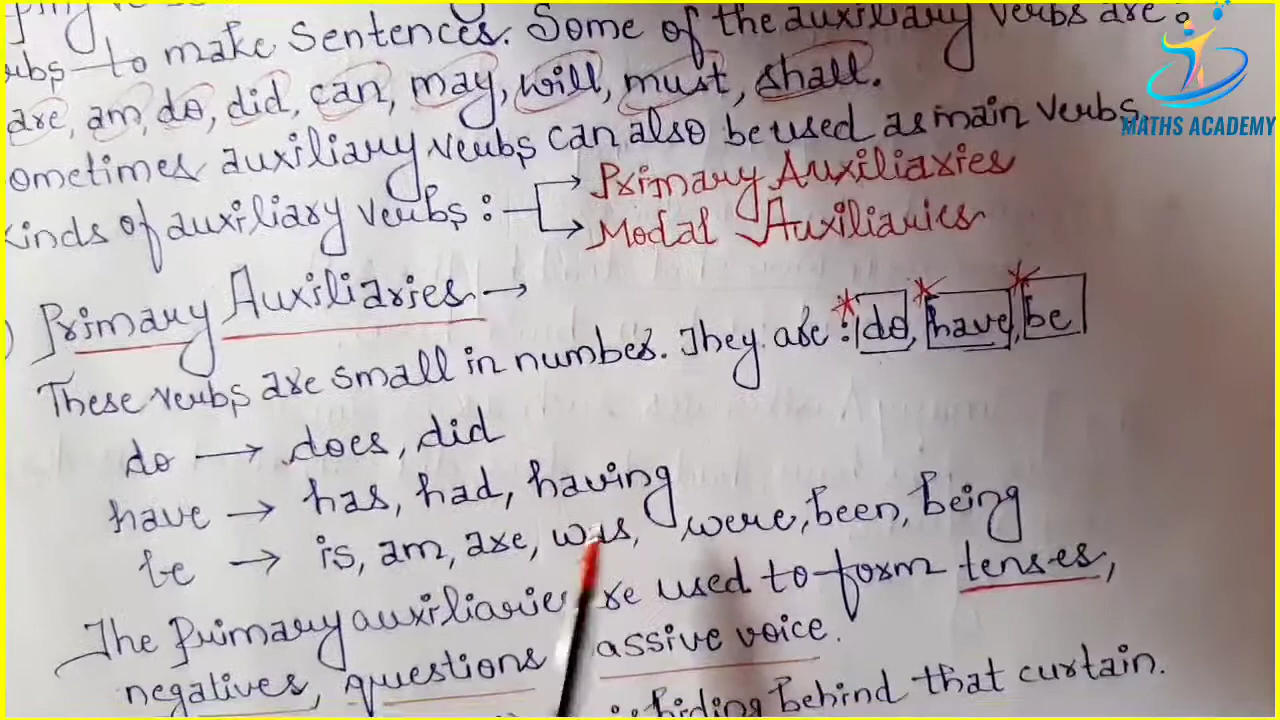 to make sentences. Some of the auxiliary verbs are :
are, am, do, did, can, may, will, must, shall.
ometimes auxiliary verbs can also be used as main verbs.
kinds of auxiliary verbs :→ Primary Auxiliaries
→ Modal Auxiliaries
Primary Auxiliaries →
These verbs are small in number. They are : do, have, be
do → does, did
have → has, had, having
be → is, am, are, was, were, been, being
The primary auxiliaries re used to form tenses,
negatives, questions assive voice.
hiding behind that curtain.
MATHS ACADEMY